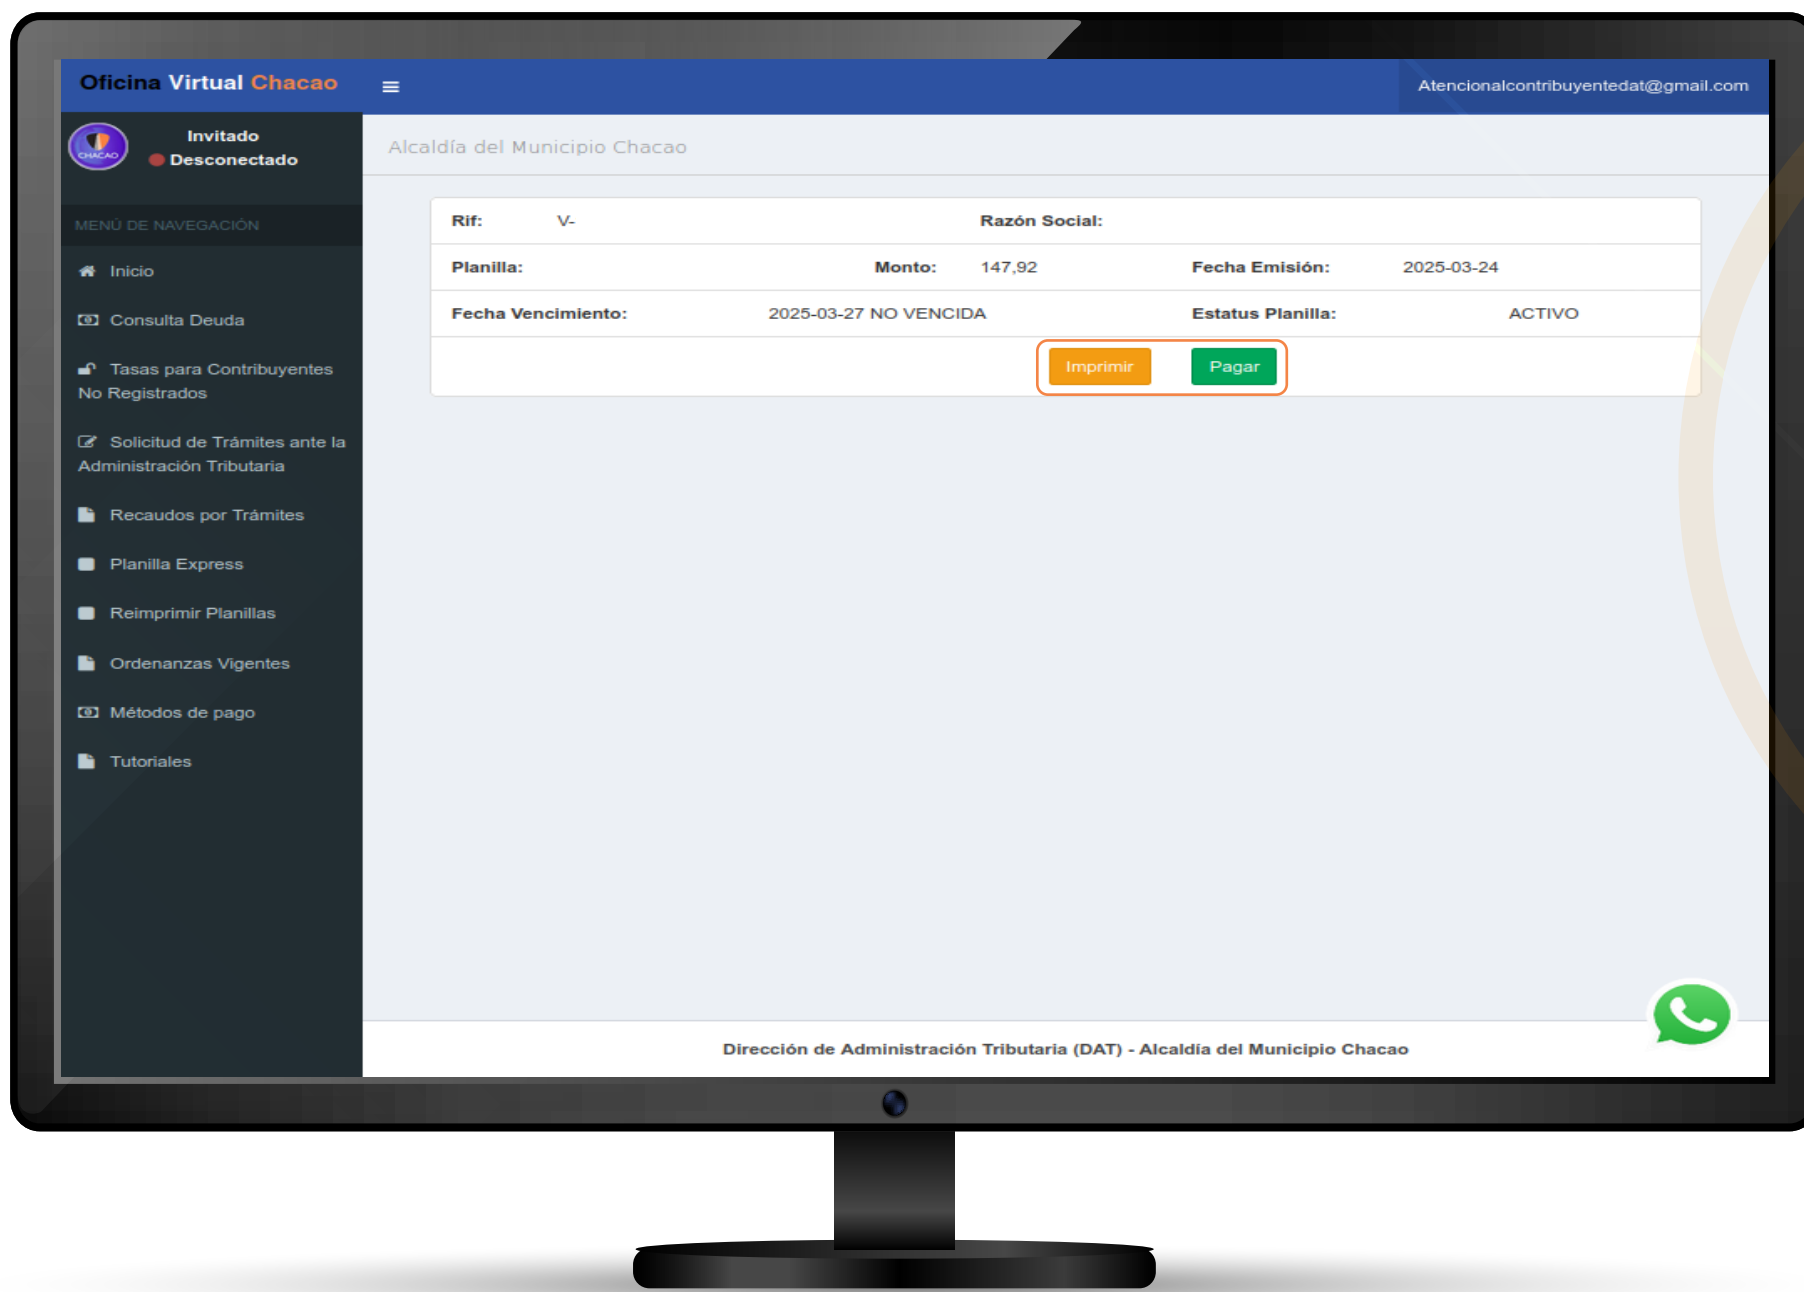 Oficina Virtual Chacao
Atencionalcontribuyentedat@gmail.com
CHACAO
Invitado
Desconectado
MENÚ DE NAVEGACIÓN
Inicio
Consulta Deuda
Tasas para Contribuyentes
No Registrados
Solicitud de Trámites ante la
Administración Tributaria
Recaudos por Trámites
Planilla Express
Reimprimir Planillas
Ordenanzas Vigentes
Métodos de pago
Tutoriales
Alcaldía del Municipio Chacao
Rif: V- Razón Social:
Planilla: Monto: 147,92 Fecha Emisión: 2025-03-24
Fecha Vencimiento: 2025-03-27 NO VENCIDA Estatus Planilla: ACTIVO
Imprimir Pagar
Dirección de Administración Tributaria (DAT) - Alcaldía del Municipio Chacao